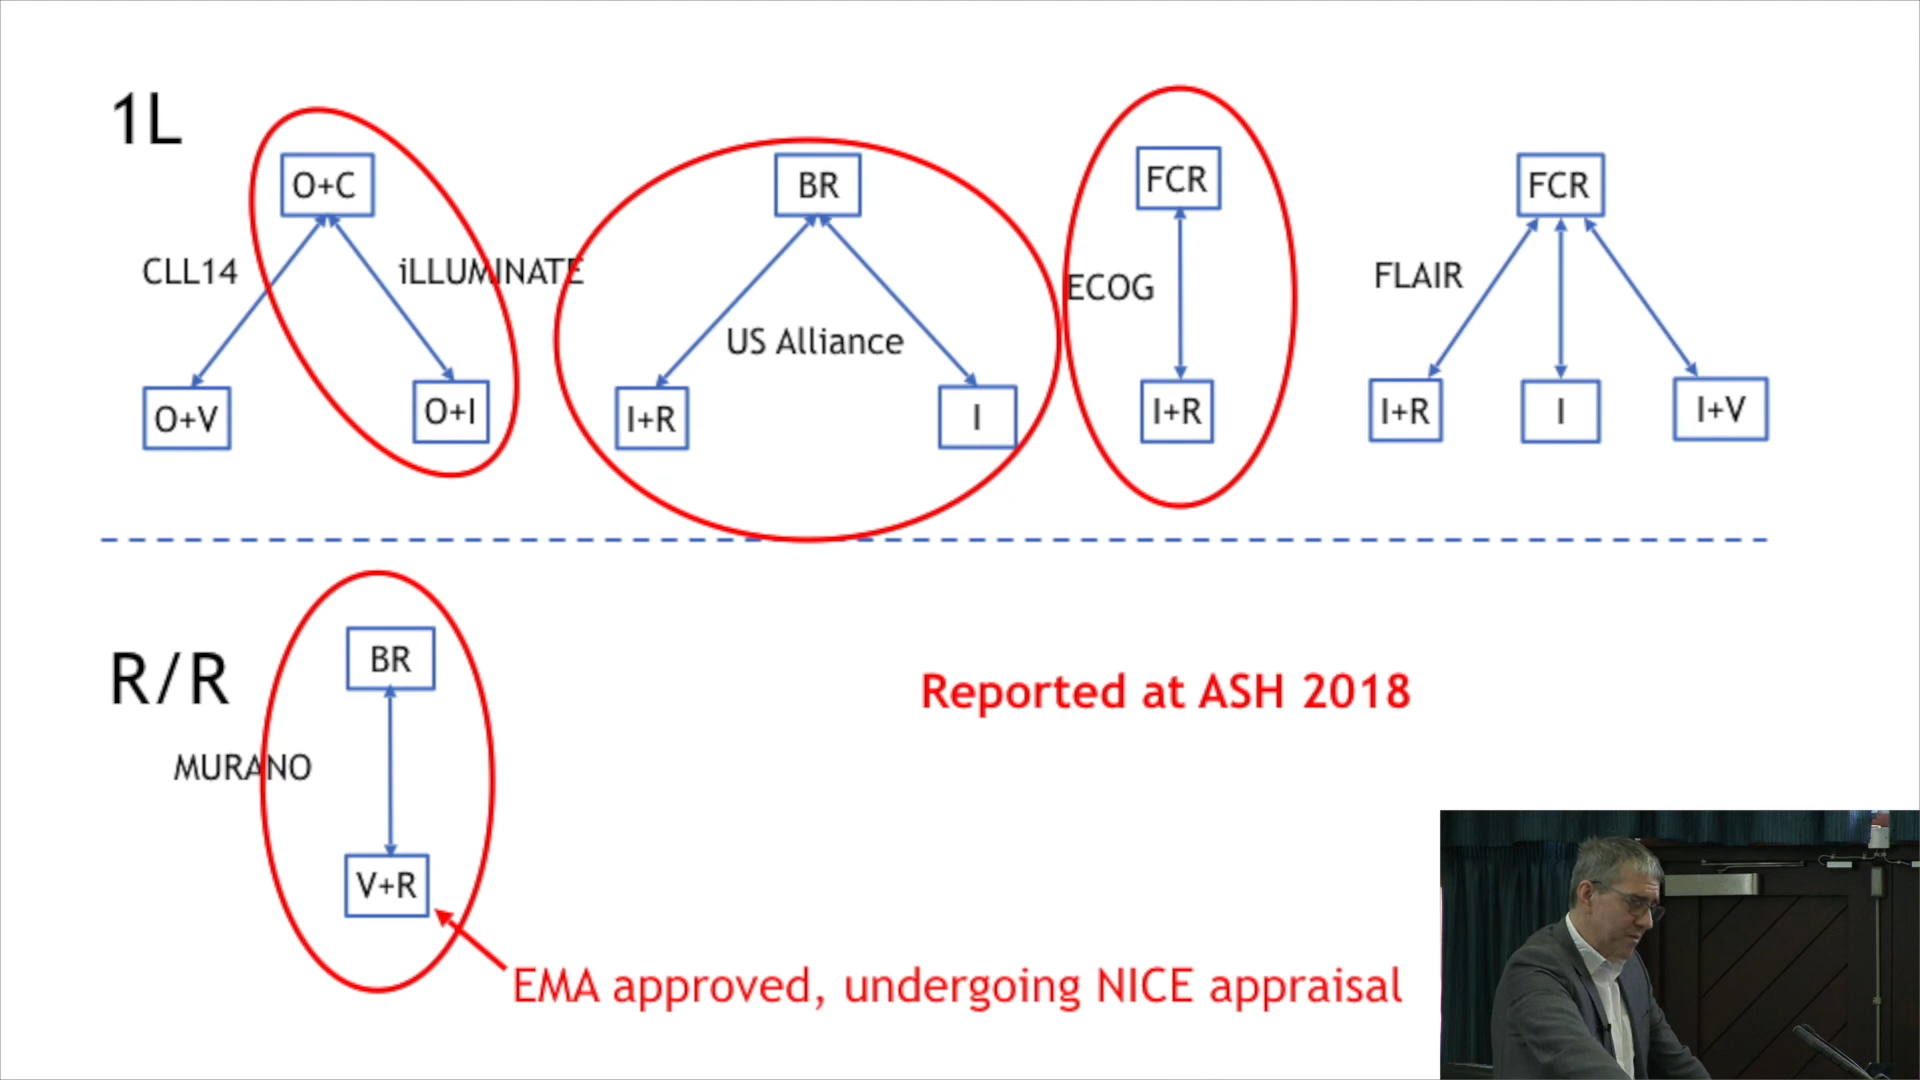 1L
O+C
CLL14
iLLUMINATE
O+V
O+I
BR
US Alliance
I+R
I
FCR
ECOG
I+R
FCR
FLAIR
I+R
I
I+V
R/R
BR
MURANO
V+R
Reported at ASH 2018
EMA approved, undergoing NICE appraisal